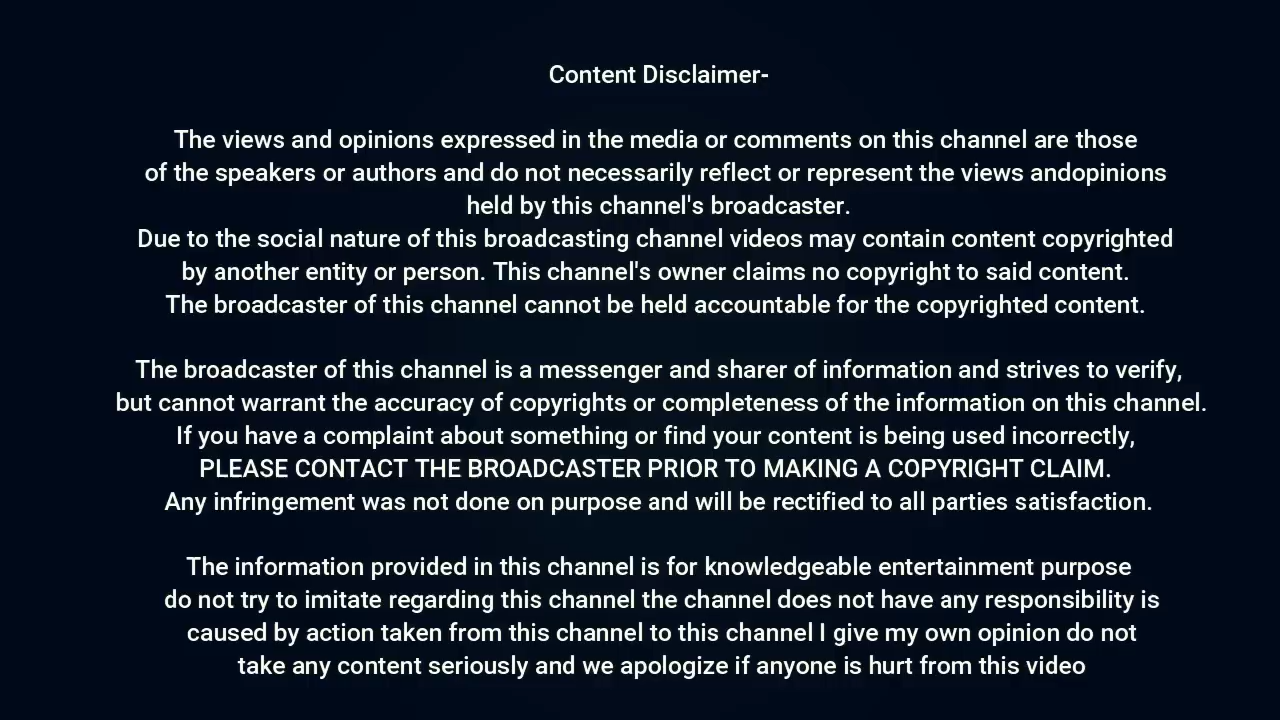 Content Disclaimer-
The views and opinions expressed in the media or comments on this channel are those
of the speakers or authors and do not necessarily reflect or represent the views andopinions
held by this channel's broadcaster.
Due to the social nature of this broadcasting channel videos may contain content copyrighted
by another entity or person. This channel's owner claims no copyright to said content.
The broadcaster of this channel cannot be held accountable for the copyrighted content.
The broadcaster of this channel is a messenger and sharer of information and strives to verify,
but cannot warrant the accuracy of copyrights or completeness of the information on this channel.
If you have a complaint about something or find your content is being used incorrectly,
PLEASE CONTACT THE BROADCASTER PRIOR TO MAKING A COPYRIGHT CLAIM.
Any infringement was not done on purpose and will be rectified to all parties satisfaction.
The information provided in this channel is for knowledgeable entertainment purpose
do not try to imitate regarding this channel the channel does not have any responsibility is
caused by action taken from this channel to this channel I give my own opinion do not
take any content seriously and we apologize if anyone is hurt from this video